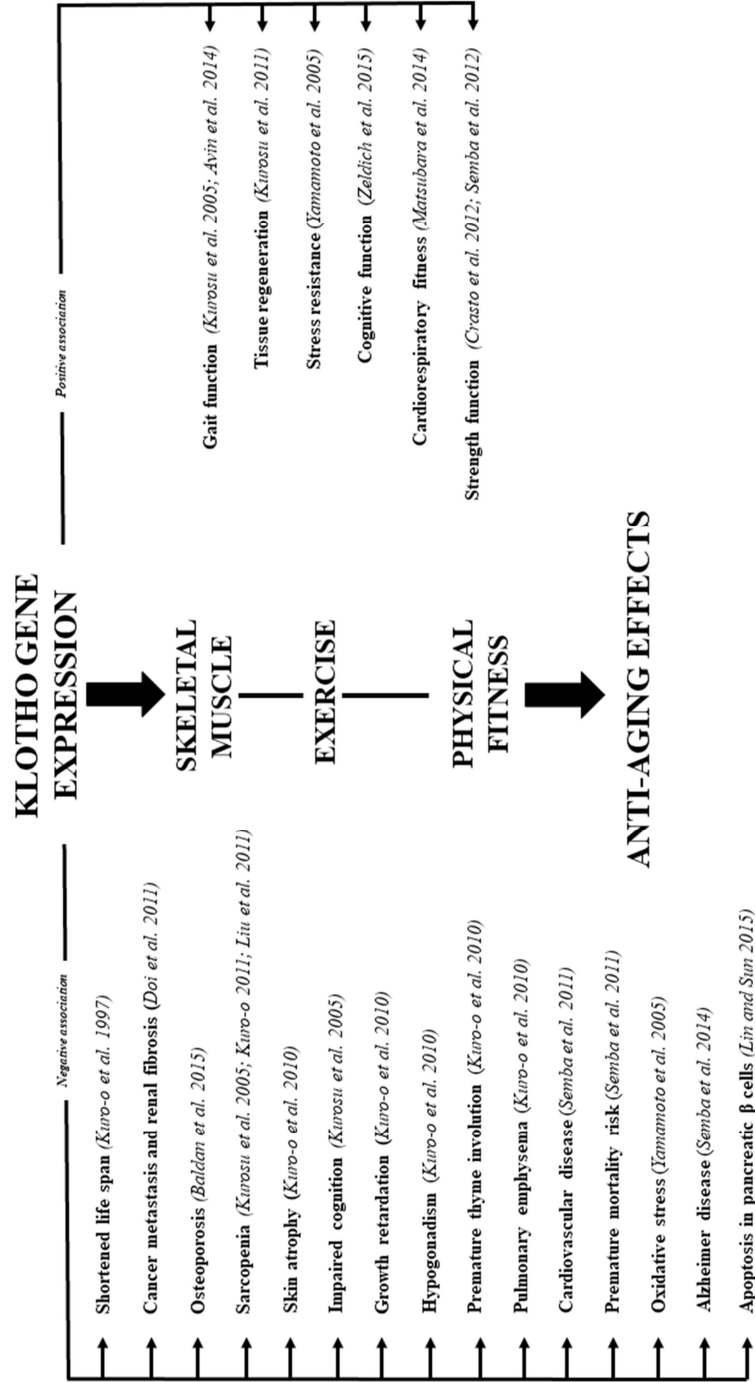 KLOTHO GENE
EXPRESSION
Negative association
Shortened life span (Kuro-o et al. 1997)
Cancer metastasis and renal fibrosis (Doi et al. 2011)
Osteoporosis (Baldan et al. 2015)
Sarcopenia (Kurosu et al. 2005; Kuro-o 2011; Liu et al. 2011)
Skin atrophy (Kuro-o et al. 2010)
Impaired cognition (Kurosu et al. 2005)
Growth retardation (Kuro-o et al. 2010)
Hypogonadism (Kuro-o et al. 2010)
Premature thyme involution (Kuro-o et al. 2010)
Pulmonary emphysema (Kuro-o et al. 2010)
Cardiovascular disease (Semba et al. 2011)
Premature mortality risk (Semba et al. 2011)
Oxidative stress (Yamamoto et al. 2005)
Alzheimer disease (Semba et al. 2014)
Apoptosis in pancreatic β cells (Lin and Sun 2015)
SKELETAL
MUSCLE
EXERCISE
PHYSICAL
FITNESS
ANTI-AGING EFFECTS
Positive association
Gait function (Kurosu et al. 2005; Avin et al. 2014)
Tissue regeneration (Kurosu et al. 2011)
Stress resistance (Yamamoto et al. 2005)
Cognitive function (Zeldich et al. 2015)
Cardiorespiratory fitness (Matsubara et al. 2014)
Strength function (Crasto et al. 2012; Semba et al. 2012)